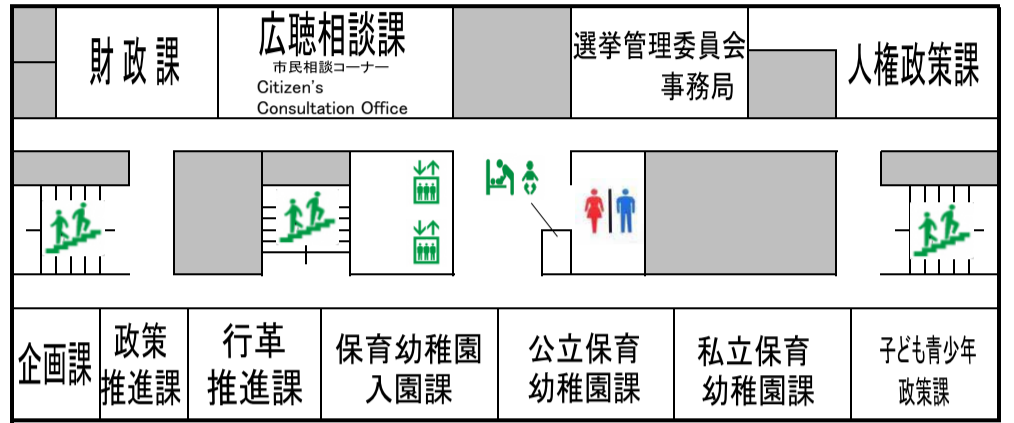 財政課
広聴相談課
市民相談コーナー
Citizen's
Consultation Office
選挙管理委員会
事務局
人権政策課
企画課
政策
推進課
行革
推進課
保育幼稚園
入園課
公立保育
幼稚園課
私立保育
幼稚園課
子ども青少年
政策課